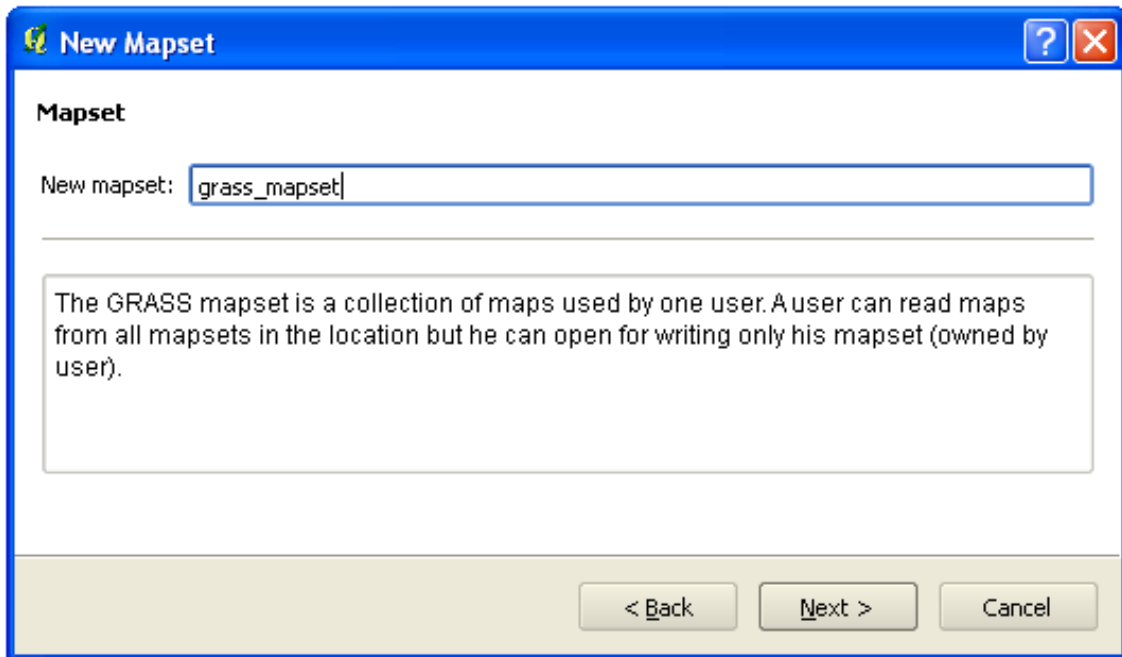 New Mapset
Mapset
New mapset: grass_mapset
The GRASS mapset is a collection of maps used by one user. A user can read maps
from all mapsets in the location but he can open for writing only his mapset (owned by
user).
< Back Next > Cancel